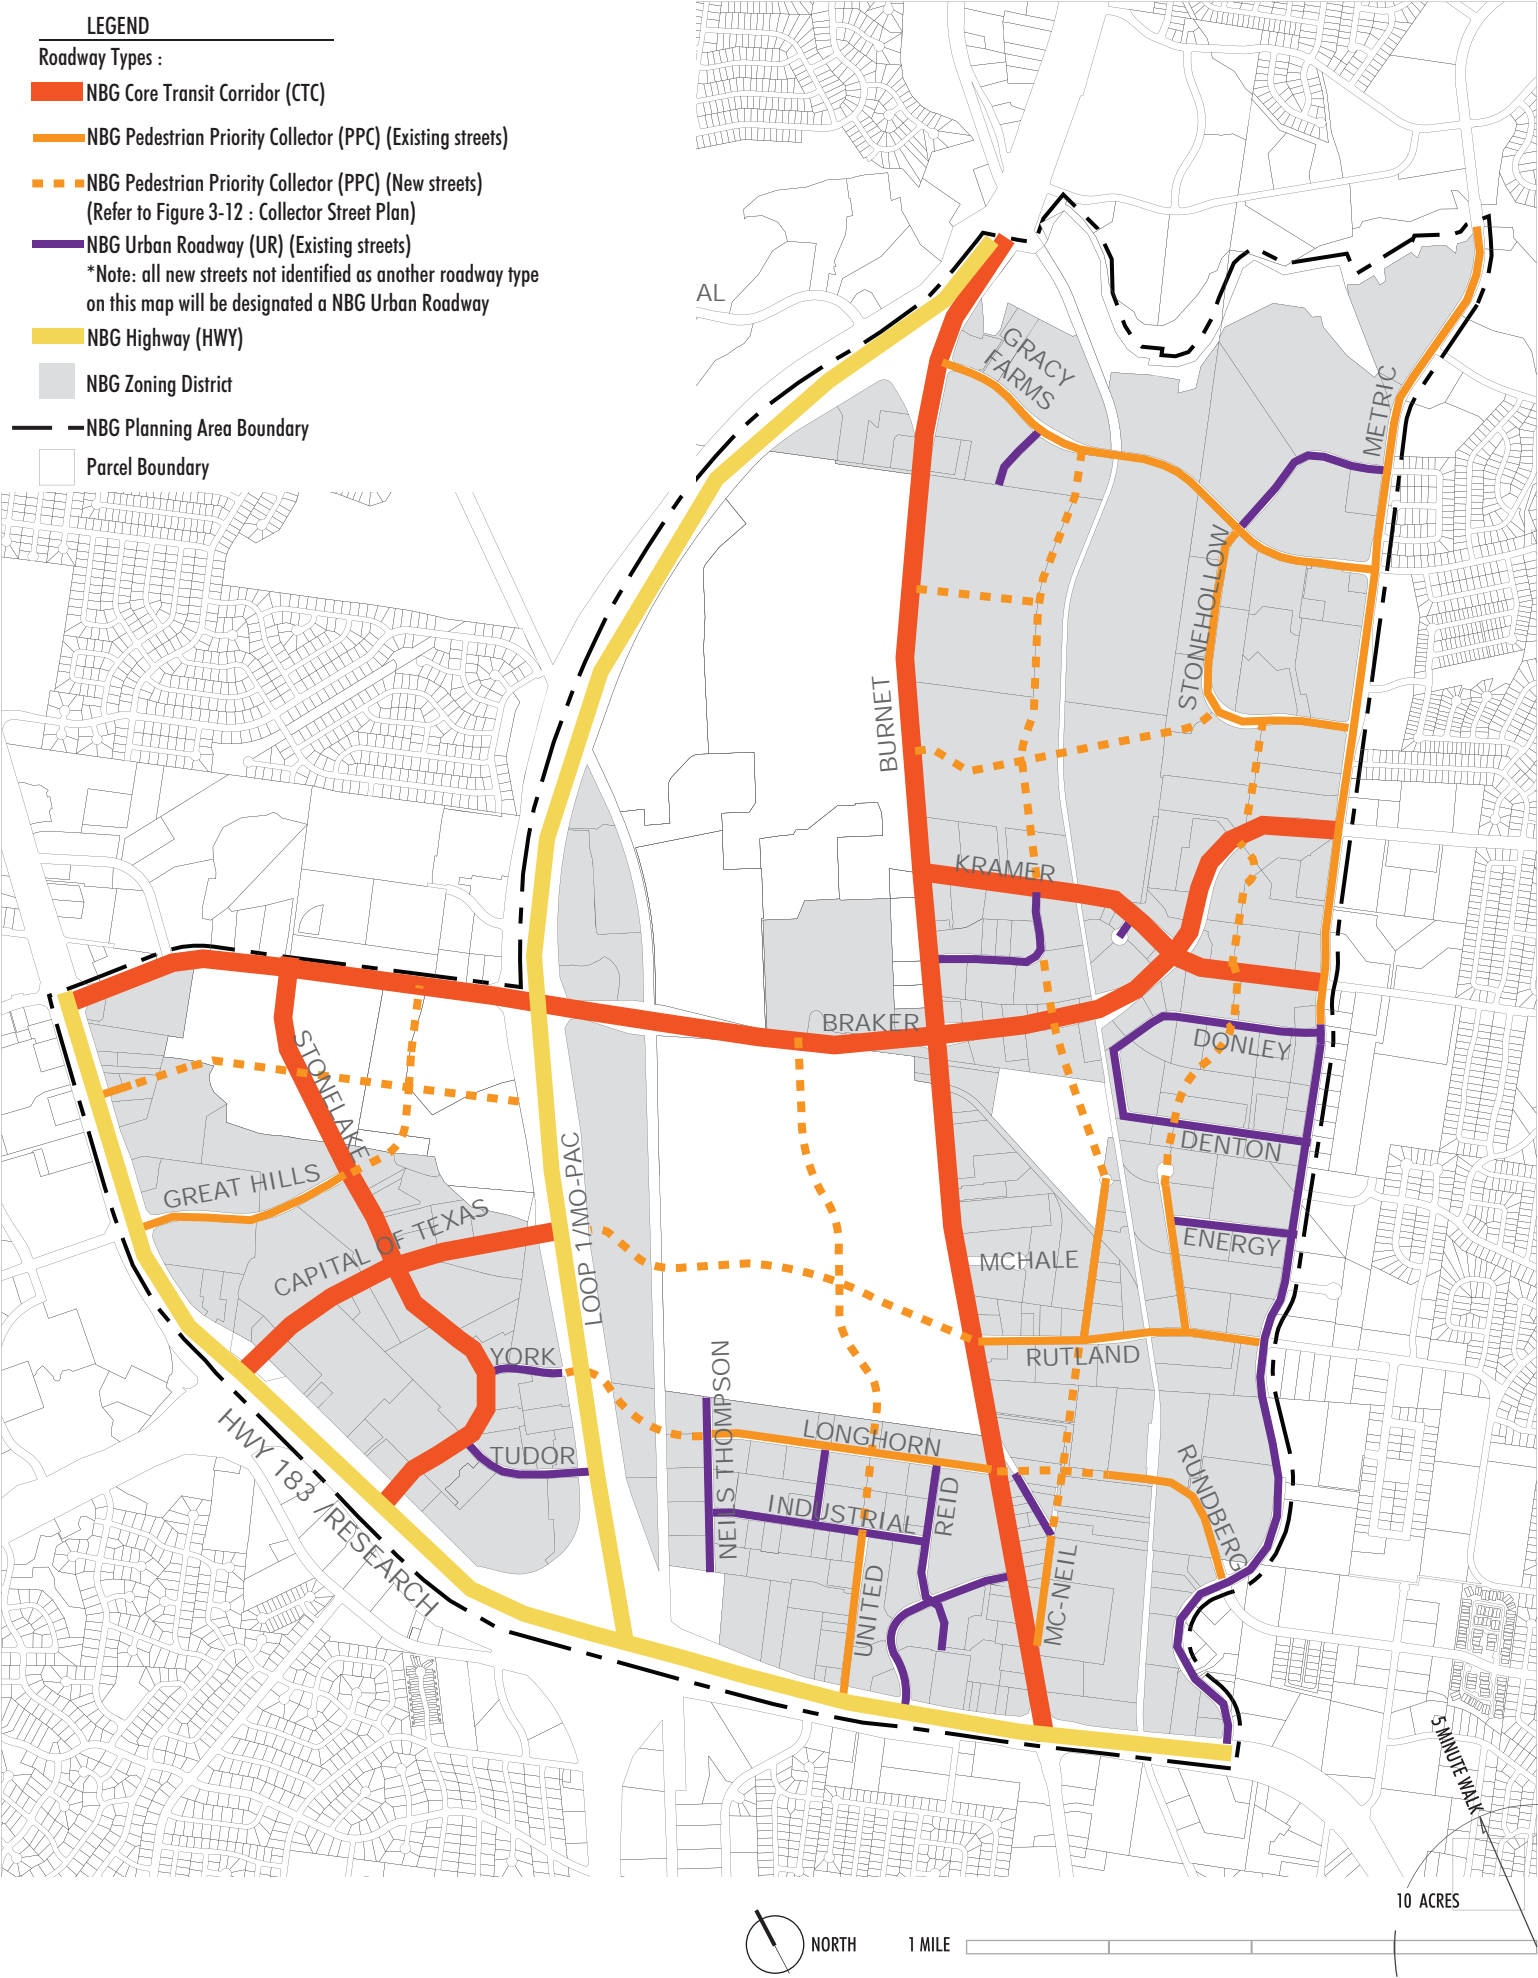 LEGEND
Roadway Types :
NBG Core Transit Corridor (CTC)
NBG Pedestrian Priority Collector (PPC) (Existing streets)
NBG Pedestrian Priority Collector (PPC) (New streets)
(Refer to Figure 3-12 : Collector Street Plan)
NBG Urban Roadway (UR) (Existing streets)
*Note: all new streets not identified as another roadway type
on this map will be designated a NBG Urban Roadway
NBG Highway (HWY)
NBG Zoning District
NBG Planning Area Boundary
Parcel Boundary
AL
GRACY
FARMS
METRIC
STONEHOLLOW
BURNET
KRAMER
BRAKER
DONLEY
STONELAKE
DENTON
GREAT HILLS
CAPITAL OF TEXAS
LOOP 1/MO-PAC
ENERGY
MCHALE
RUTLAND
YORK
NEILS THOMPSON
LONGHORN
TUDOR
RUNDBERG
HWY 183 /RESEARCH
INDUSTRIAL
REID
UNITED
MC-NEIL
5 MINUTE WALK
10 ACRES
NORTH
1 MILE